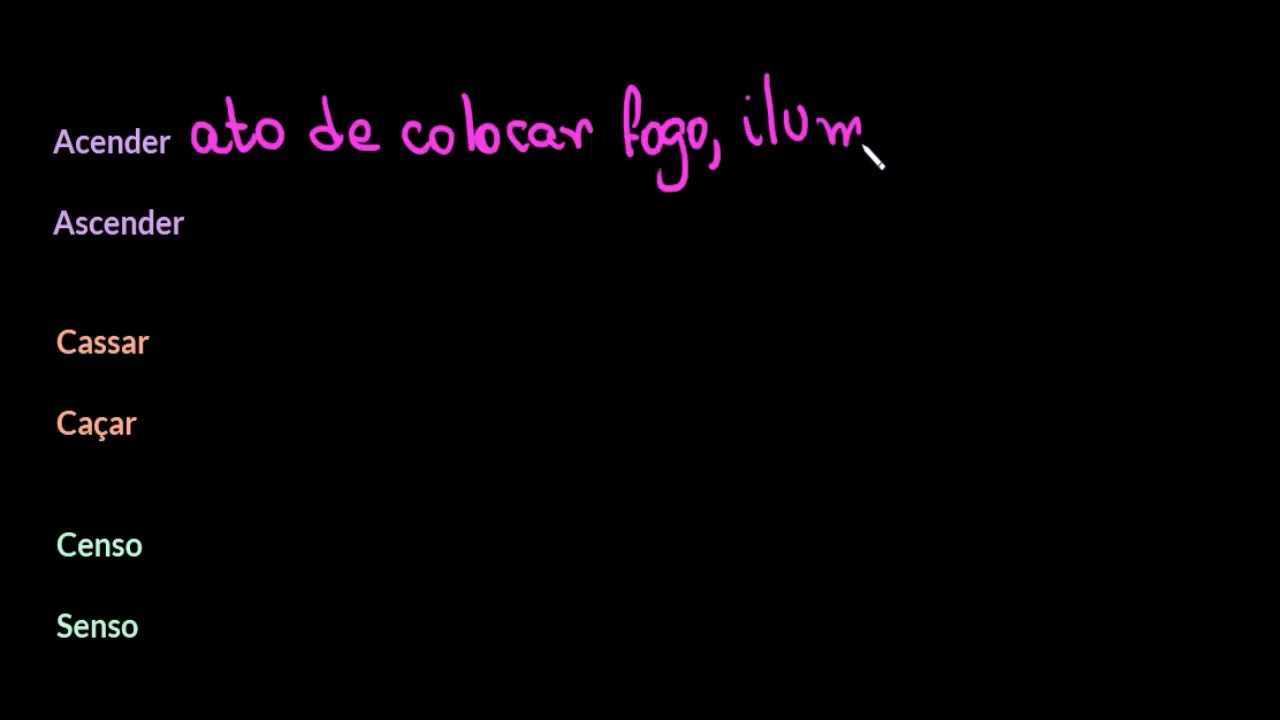 Acender ato de colocar fogo, ilum
Ascender
Cassar
Caçar
Censo
Senso